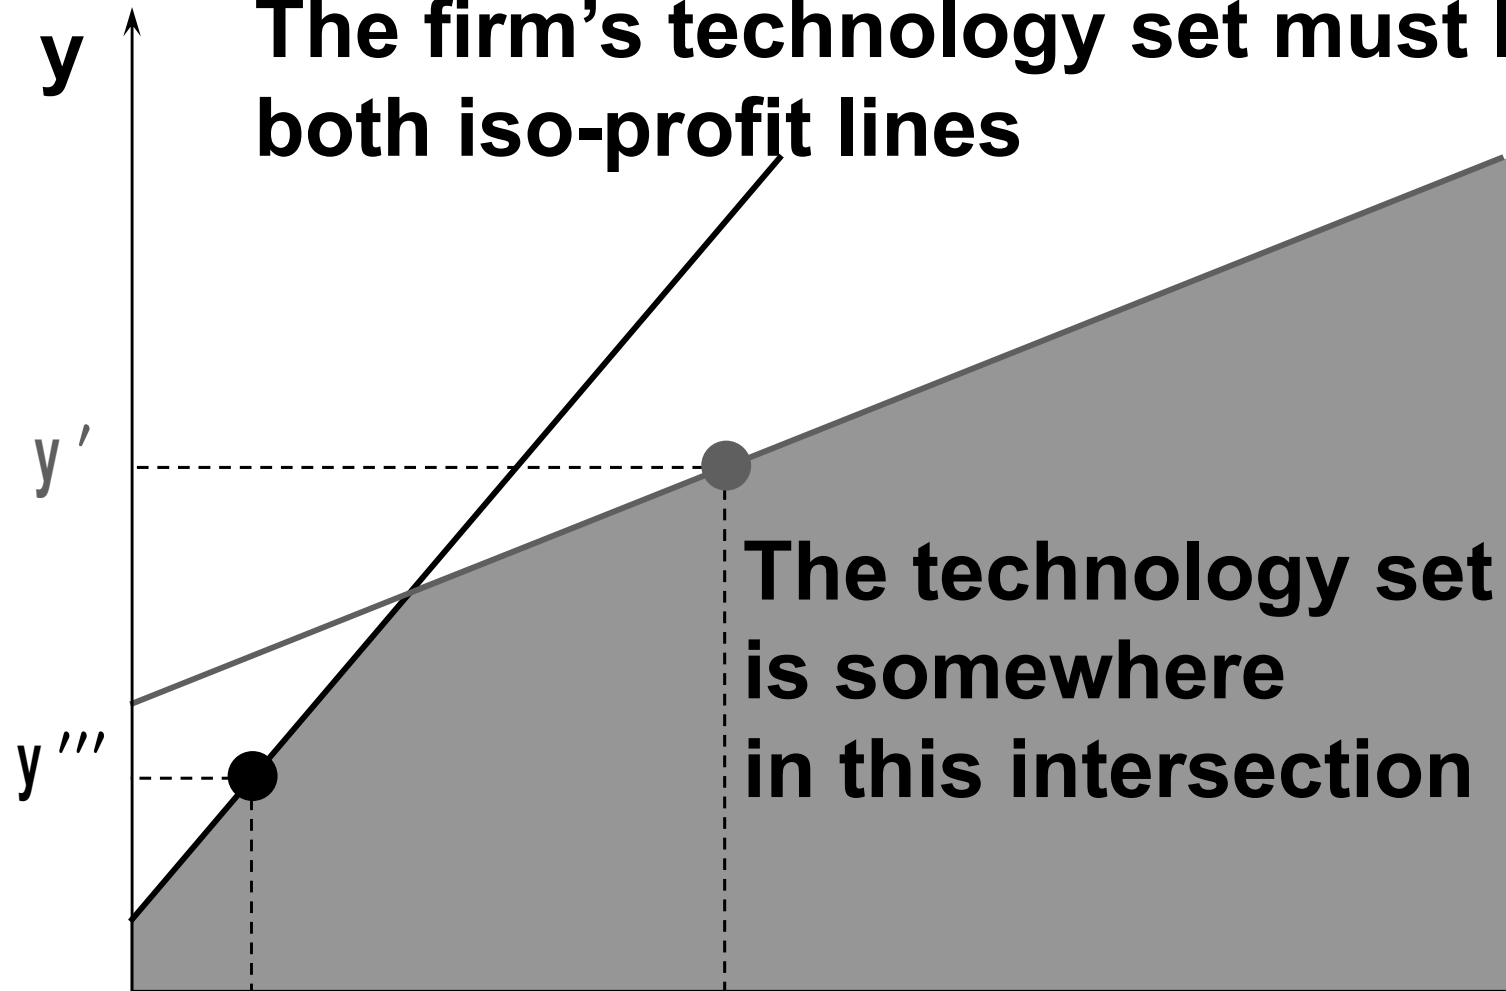 The firm’s technology set must
y
both iso-profit lines
y′
The technology set
is somewhere
y′′′
in this intersection